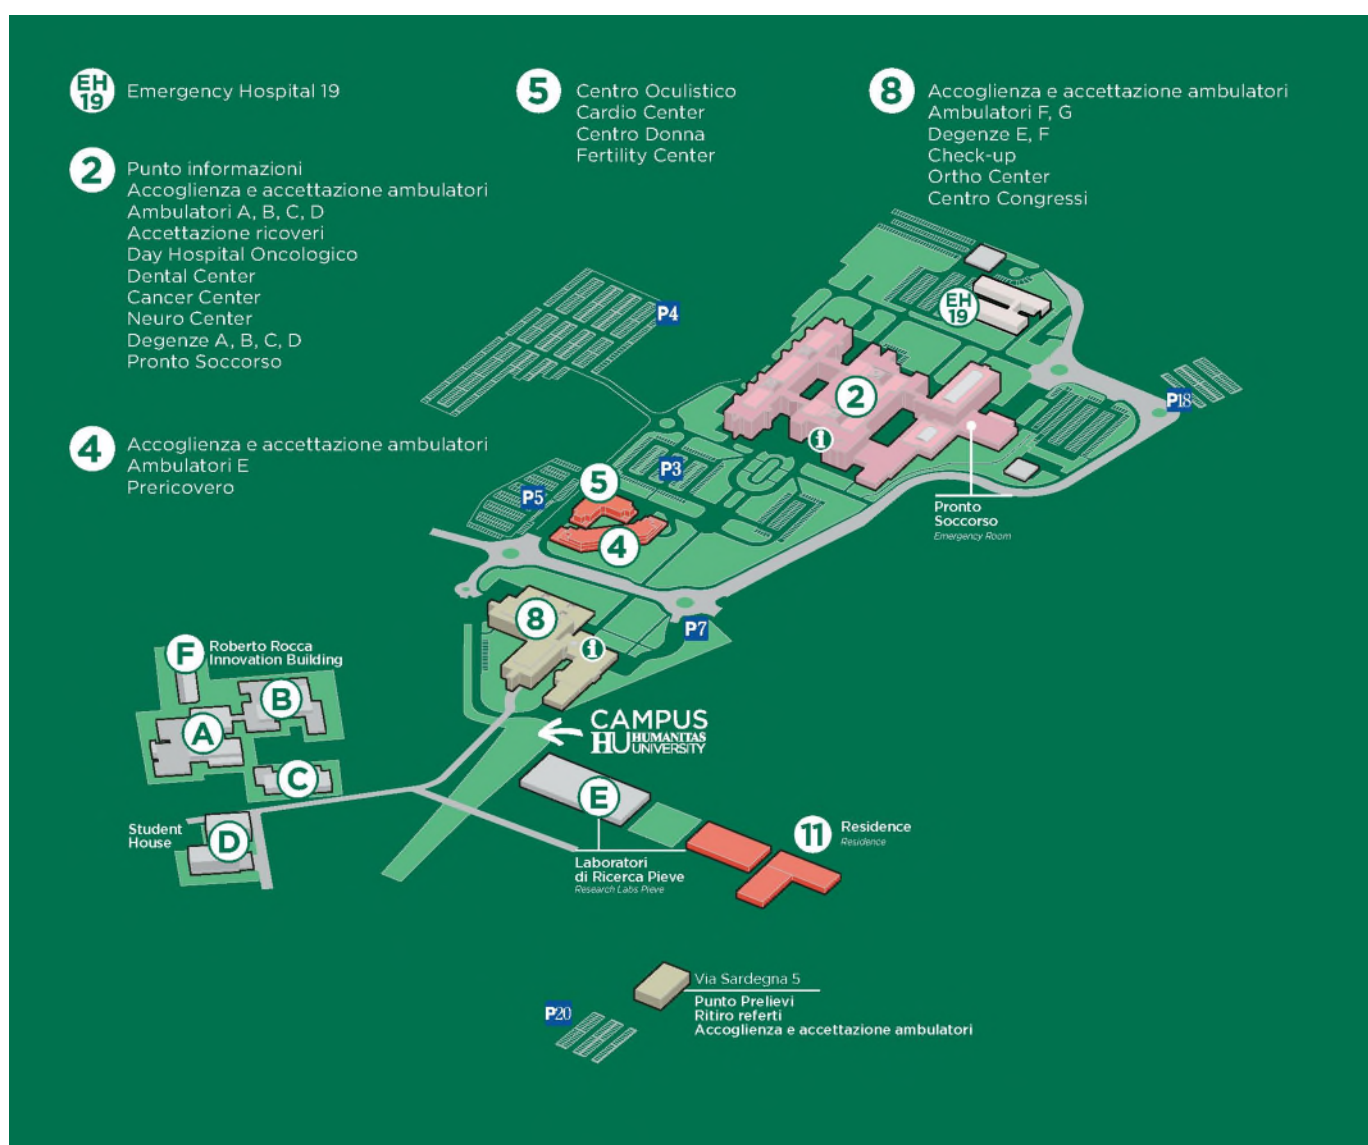 EH
19
Emergency Hospital 19
2
Punto informazioni
Accoglienza e accettazione ambulatori
Ambulatori A, B, C, D
Accettazione ricoveri
Day Hospital Oncologico
Dental Center
Cancer Center
Neuro Center
Degenze A, B, C, D
Pronto Soccorso
4
Accoglienza e accettazione ambulatori
Ambulatori E
Prericovero
5
Centro Oculistico
Cardio Center
Centro Donna
Fertility Center
8
Accoglienza e accettazione ambulatori
Ambulatori F, G
Degenze E, F
Check-up
Ortho Center
Centro Congressi
EH
19
P4
2
P18
i
P3
5
P5
4
Pronto
Soccorso
Emergency Room
8
P7
i
F
Roberto Rocca
Innovation Building
B
A
C
CAMPUS
HU HUMANITAS
UNIVERSITY
E
Student
House
D
11
Residence
Residence
Laboratori
di Ricerca Pieve
Research Labs Pieve
Via Sardegna 5
Punto Prelievi
Ritiro referti
Accoglienza e accettazione ambulatori
P20